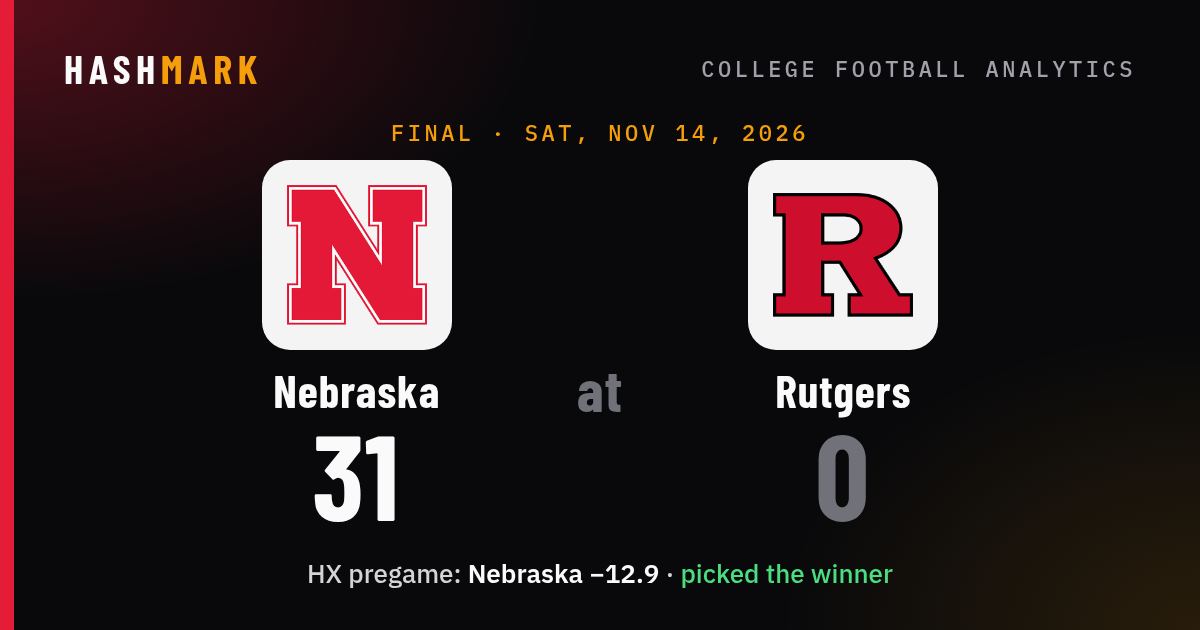 HASHMARK
COLLEGE FOOTBALL ANALYTICS
FINAL · SAT, NOV 14, 2026
N
R
Nebraska
at
Rutgers
31
0
HX pregame: Nebraska −12.9 · picked the winner